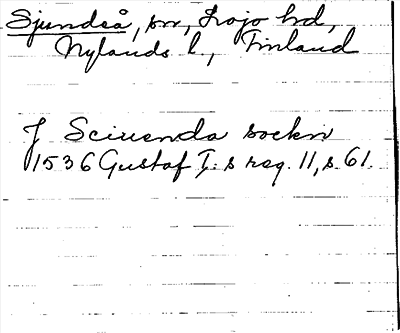 Sjundeå, sn, Lojo hd,
Nylands l., Finland
J Sciuenda sockn
1536 Gustaf I:s reg. 11, s. 61.